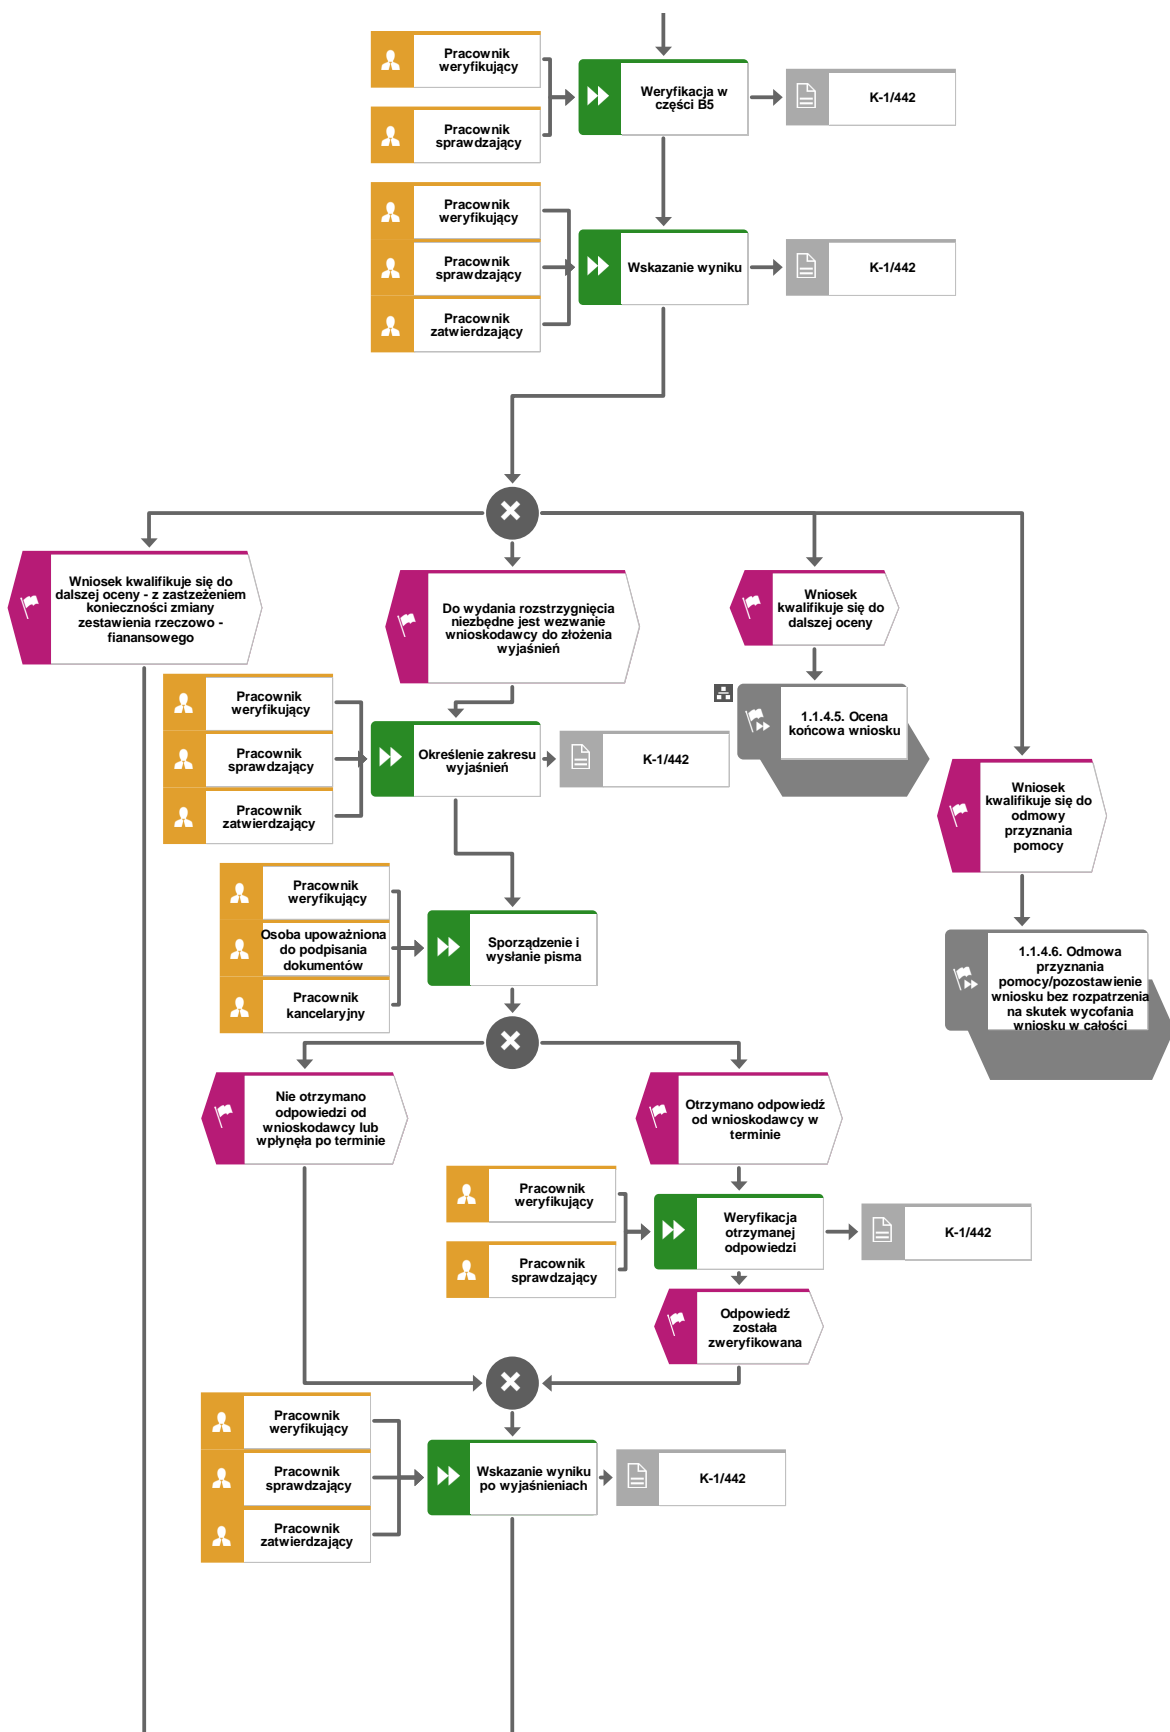 Pracownik
weryfikujący
Weryfikacja w
części B5
K-1/442
Pracownik
sprawdzający
Pracownik
weryfikujący
Pracownik
sprawdzający
Wskazanie wyniku
K-1/442
Pracownik
zatwierdzający
Wniosek kwalifikuje się do
dalszej oceny - z zastzeżeniem
konieczności zmiany
zestawienia rzeczowo -
fianansowego
Do wydania rozstrzygnięcia
niezbędne jest wezwanie
wnioskodawcy do złożenia
wyjaśnień
Wniosek
kwalifikuje się do
dalszej oceny
Pracownik
weryfikujący
Pracownik
sprawdzający
Pracownik
zatwierdzający
Określenie zakresu
wyjaśnień
K-1/442
1.1.4.5. Ocena
końcowa wniosku
Wniosek
kwalifikuje się do
odmowy
przyznania
pomocy
Pracownik
weryfikujący
Osoba upoważniona
do podpisania
dokumentów
Pracownik
kancelaryjny
Sporządzenie i
wysłanie pisma
1.1.4.6. Odmowa
przyznania
pomocy/pozostawienie
wniosku bez rozpatrzenia
na skutek wycofania
wniosku w całości
Nie otrzymano
odpowiedzi od
wnioskodawcy lub
wpłynęła po terminie
Otrzymano odpowiedź
od wnioskodawcy w
terminie
Pracownik
weryfikujący
Pracownik
sprawdzający
Weryfikacja
otrzymanej
odpowiedzi
K-1/442
Odpowiedź
została
zweryfikowana
Pracownik
weryfikujący
Pracownik
sprawdzający
Pracownik
zatwierdzający
Wskazanie wyniku
po wyjaśnieniach
K-1/442